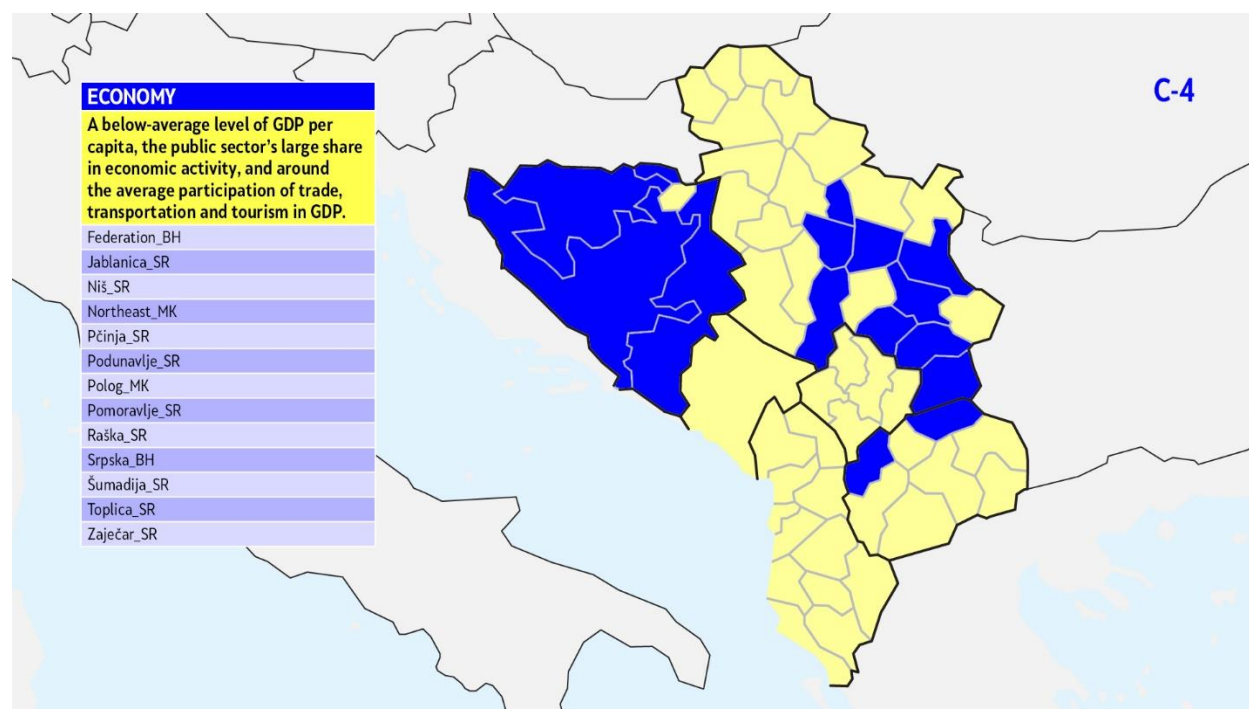 ECONOMY
A below-average level of GDP per
capita, the public sector's large share
in economic activity, and around
the average participation of trade,
transportation and tourism in GDP.
Federation_BH
Jablanica_SR
Niš_SR
Northeast_MK
Pčinja_SR
Podunavlje_SR
Polog_MK
Pomoravlje_SR
Raška_SR
Srpska_BH
Šumadija_SR
Toplica_SR
Zaječar_SR
C-4